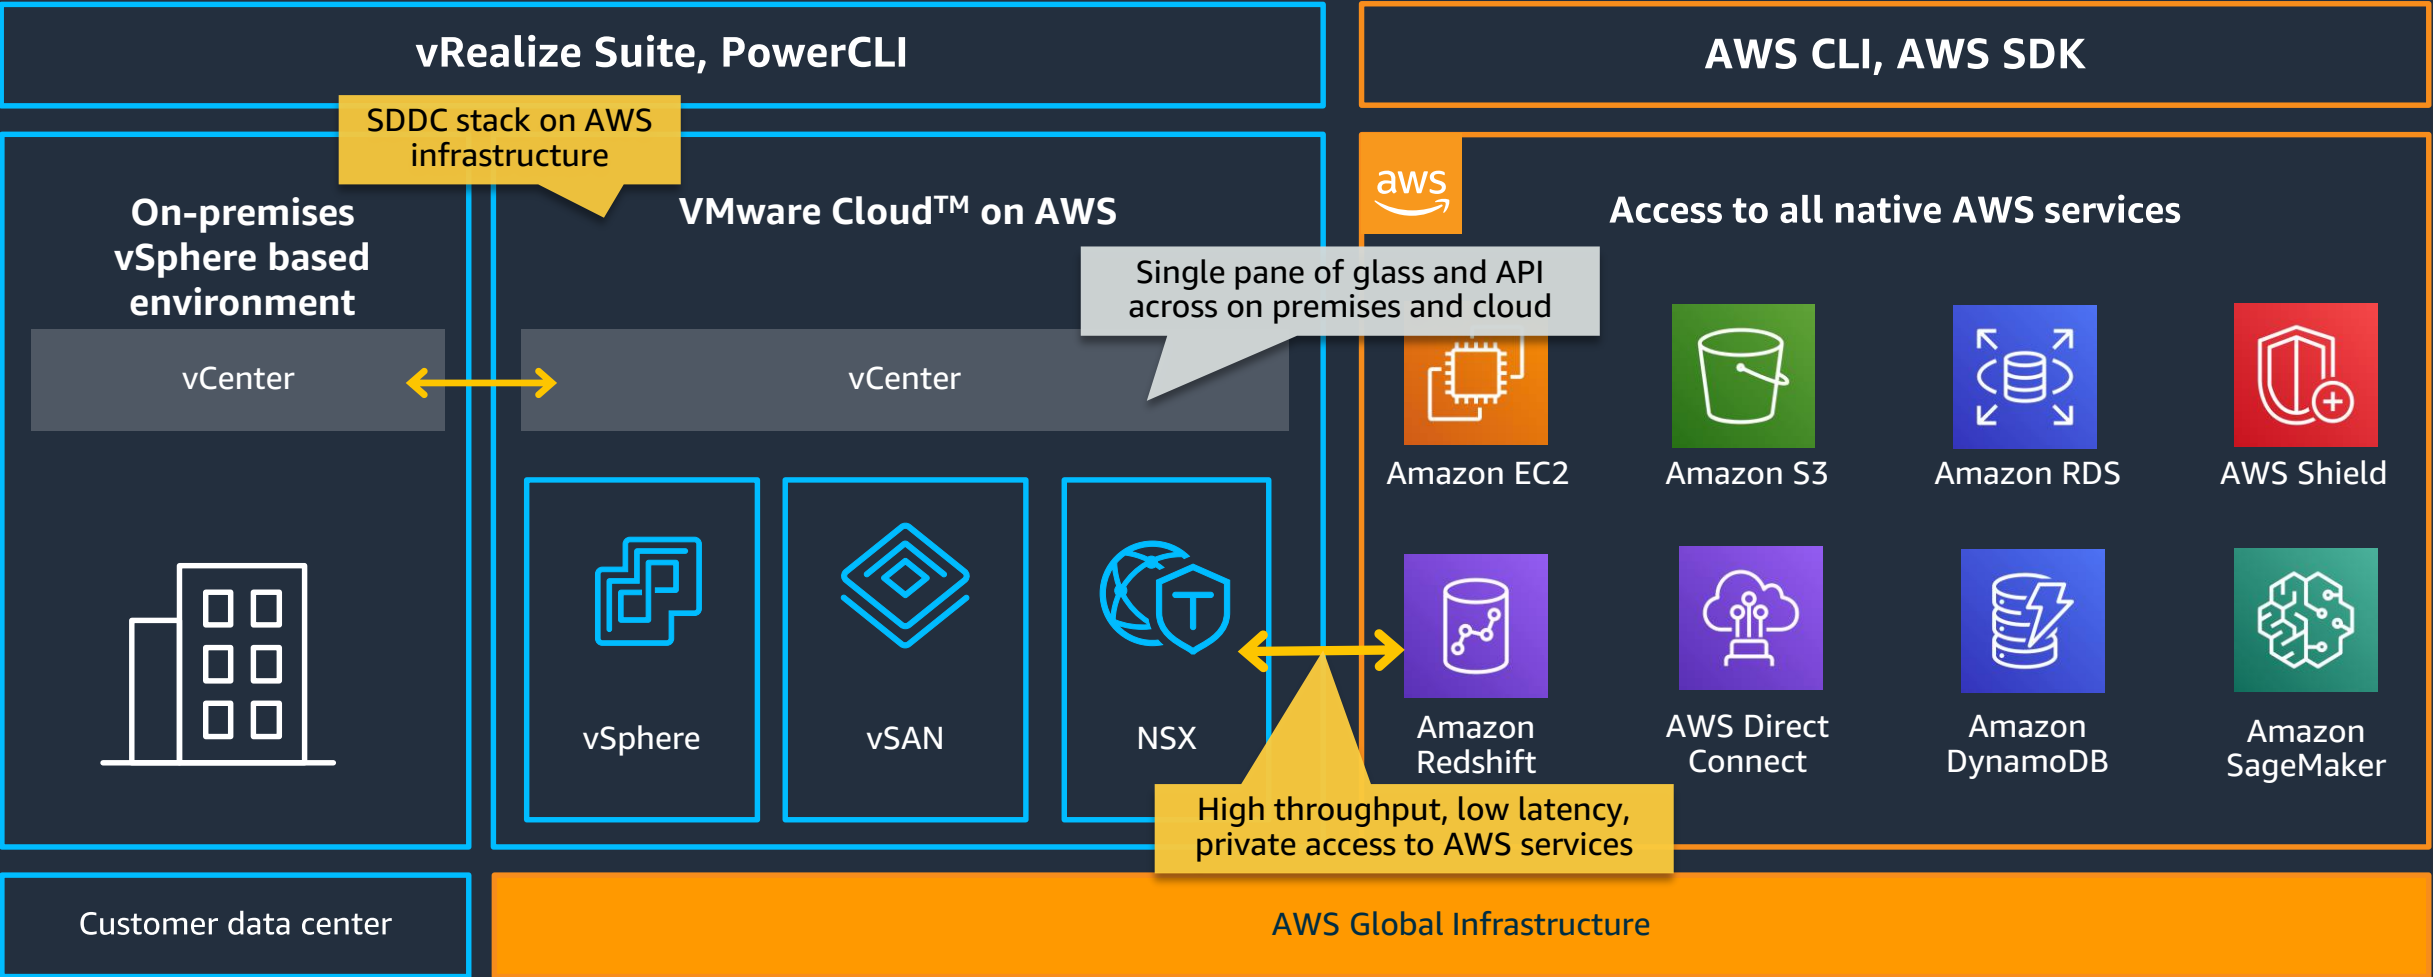 vRealize Suite, PowerCLI
AWS CLI, AWS SDK
SDDC stack on AWS
infrastructure
On-premises
vSphere based
environment
VMware Cloud™ on AWS
aws
Access to all native AWS services
Single pane of glass and API
across on premises and cloud
vCenter
vCenter
Amazon EC2
Amazon S3
Amazon RDS
AWS Shield
T
vSphere
vSAN
NSX
Amazon
Redshift
AWS Direct
Connect
Amazon
DynamoDB
Amazon
SageMaker
High throughput, low latency,
private access to AWS services
Customer data center
AWS Global Infrastructure